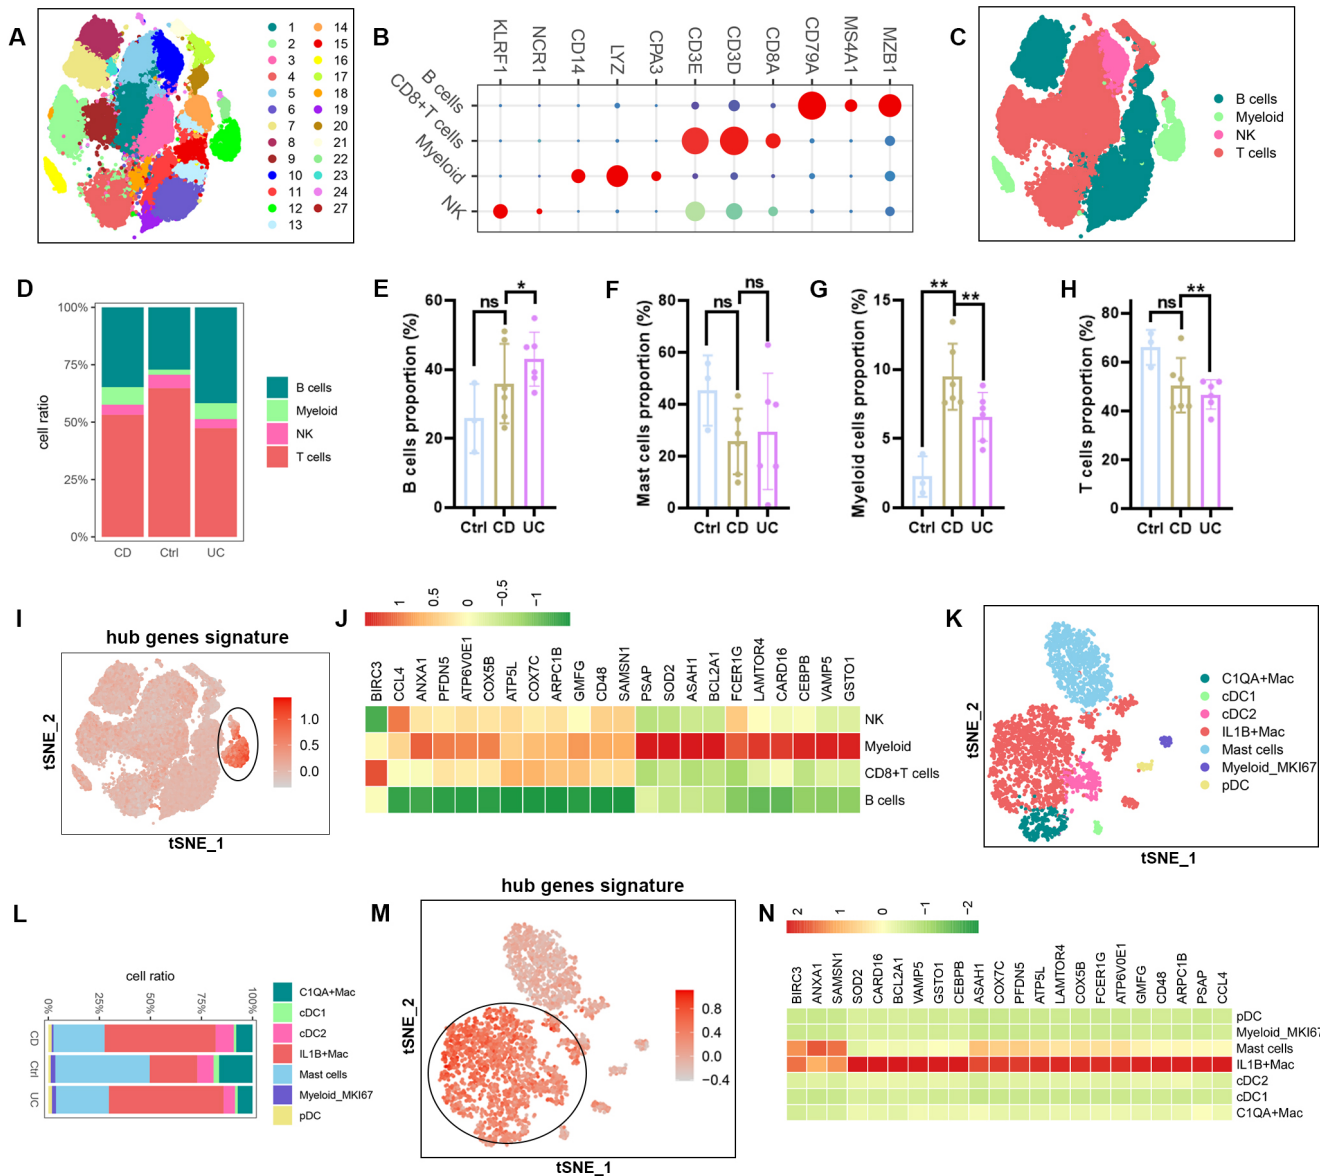 A
1
2
3
4
5
6
7
8
9
10
11
12
13
14
15
16
17
18
19
20
21
22
23
24
27
B
KLRF1
NCR1
CD14
LYZ
CPA3
CD3E
CD3D
CD8A
CD79A
MS4A1
MZB1
B cells
CD8+T cells
Myeloid
NK
C
B cells
Myeloid
NK
T cells
D
cell ratio
100%
75%
50%
25%
0%
CD
Ctrl
UC
B cells
Myeloid
NK
T cells
E
B cells proportion (%)
60
40
20
0
ns
*
Ctrl
CD
UC
F
Mast cells proportion (%)
80
60
40
20
0
ns
ns
Ctrl
CD
UC
G
Myeloid cells proportion (%)
15
10
5
0
**
**
Ctrl
CD
UC
H
T cells proportion (%)
80
60
40
20
0
ns
**
Ctrl
CD
UC
I
hub genes signature
tSNE_2
tSNE_1
1.0
0.5
0.0
J
1
0.5
0
−0.5
−1
BIRC3
CCL4
ANXA1
PFDN5
ATP6V0E1
COX5B
ATP5L
COX7C
ARPC1B
GMFG
CD48
SAMSN1
PSAP
SOD2
ASAH1
BCL2A1
FCER1G
LAMTOR4
CARD16
CEBPB
VAMP5
GSTO1
NK
Myeloid
CD8+T cells
B cells
K
tSNE_2
tSNE_1
C1QA+Mac
cDC1
cDC2
IL1B+Mac
Mast cells
Myeloid_MKI67
pDC
L
cell ratio
0%
25%
50%
75%
100%
CD
Ctrl
UC
C1QA+Mac
cDC1
cDC2
IL1B+Mac
Mast cells
Myeloid_MKI67
pDC
M
hub genes signature
tSNE_2
tSNE_1
0.8
0.4
0.0
−0.4
N
2
1
0
−1
−2
BIRC3
ANXA1
SAMSN1
SOD2
CARD16
BCL2A1
VAMP5
GSTO1
CEBPB
ASAH1
COX7C
PFDN5
ATP5L
LAMTOR4
COX5B
FCER1G
ATP6V0E1
GMFG
CD48
ARPC1B
PSAP
CCL4
pDC
Myeloid_MKI67
Mast cells
IL1B+Mac
cDC2
cDC1
C1QA+Mac